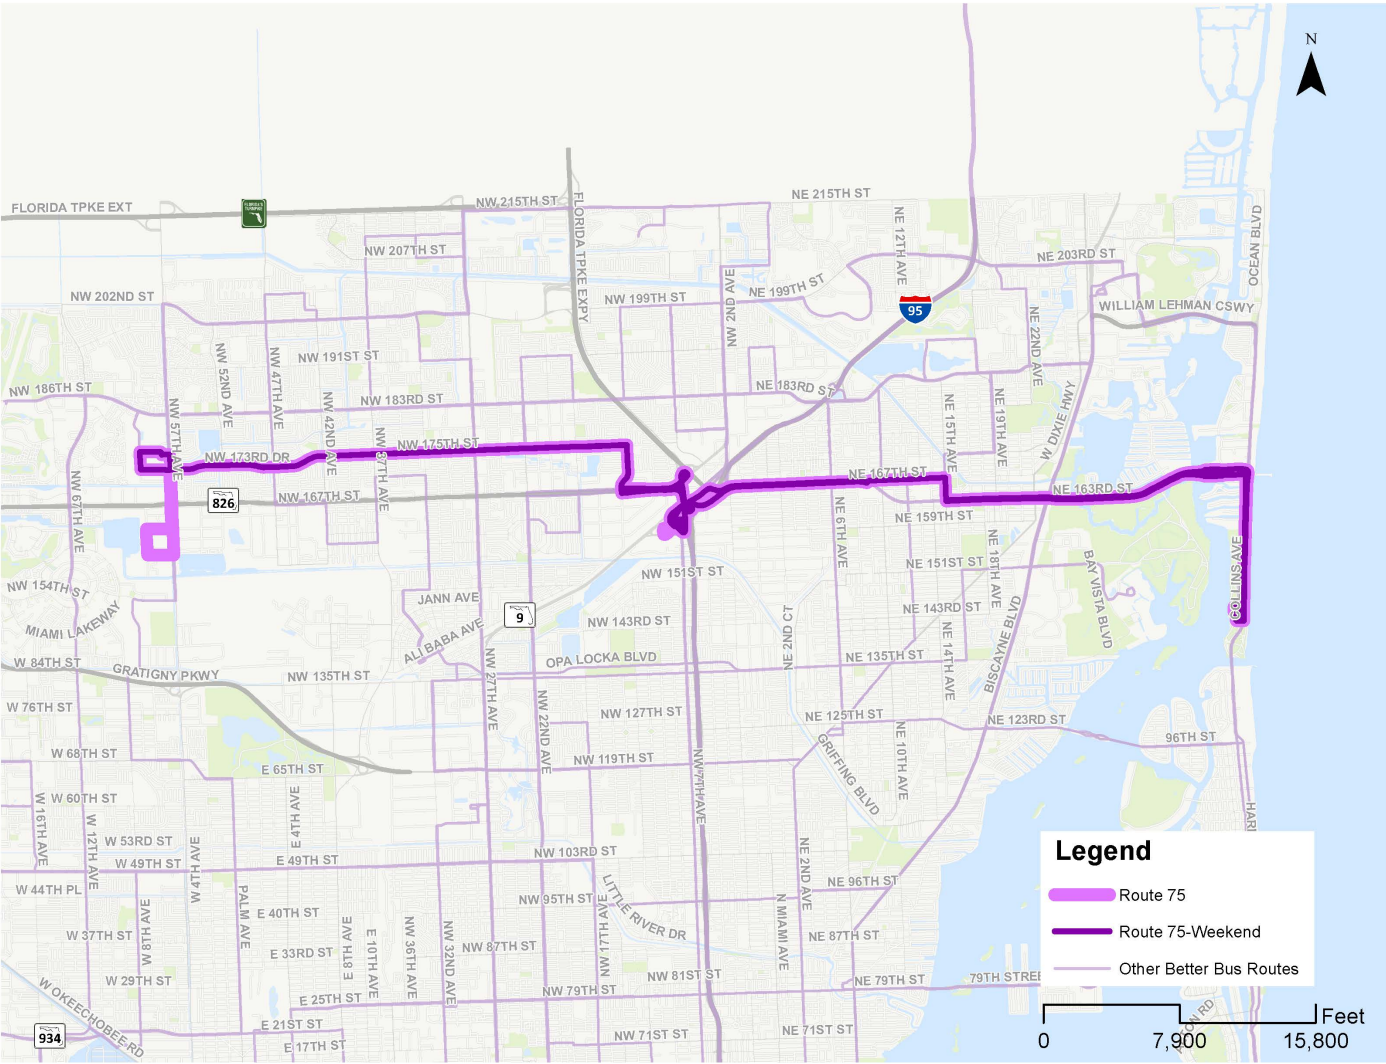 N
NE 215TH ST
NW 215TH ST
FLORIDA TPKE EXT
FLORIDA'S
TURNPIKE
FLORIDA TPKE EXPY
NE 12TH AVE
OCEAN BLVD
NW 207TH ST
NE 203RD ST
NW 202ND ST
NW 199TH ST
NW 2ND AVE
NE 199TH ST
95
WILLIAM LEHMAN CSWY
NE 22ND AVE
NW 52ND AVE
NW 47TH AVE
NW 191ST ST
NW 186TH ST
NW 183RD ST
NE 183RD ST
W DIXIE HWY
NW 57TH AVE
NW 42ND AVE
NE 15TH AVE
NE 19TH AVE
NW 37TH AVE
NW 175TH ST
NW 173RD DR
NW 67TH AVE
826
NW 167TH ST
NE 167TH ST
NE 163RD ST
NE 6TH AVE
NE 159TH ST
NE 18TH AVE
NE 151ST ST
BAY VISTA BLVD
COLLINS AVE
NW 151ST ST
NW 154TH ST
JANN AVE
9
NW 143RD ST
NE 2ND CT
NE 143RD ST
MIAMI LAKEWAY
ALI BABA AVE
NE 14TH AVE
BISCAYNE BLVD
W 84TH ST
GRATIGNY PKWY
NW 135TH ST
OPA LOCKA BLVD
NE 135TH ST
NW 27TH AVE
NW 22ND AVE
W 76TH ST
NW 127TH ST
NE 125TH ST
NE 123RD ST
96TH ST
NE 10TH AVE
GRIFFING BLVD
W 68TH ST
E 65TH ST
NW 119TH ST
NW 7TH AVE
W 60TH ST
W 16TH AVE
W 12TH AVE
E 4TH AVE
HARI
W 53RD ST
W 4TH AVE
W 49TH ST
E 49TH ST
NW 103RD ST
NE 2ND AVE
W 44TH PL
PALM AVE
NW 95TH ST
NE 96TH ST
LITTLE RIVER DR
NW 17TH AVE
N MIAMI AVE
E 40TH ST
W 8TH AVE
E 8TH AVE
E 10TH AVE
NW 36TH AVE
NW 32ND AVE
W 37TH ST
E 33RD ST
NW 87TH ST
NE 87TH ST
W 29TH ST
NW 81ST ST
NE 79TH ST
79TH STREE
W OKEECHOBEE RD
E 25TH ST
NW 79TH ST
E 21ST ST
934
E 17TH ST
NW 71ST ST
NE 71ST ST
Legend
Route 75
Route 75-Weekend
Other Better Bus Routes
Feet
0
7,900
15,800